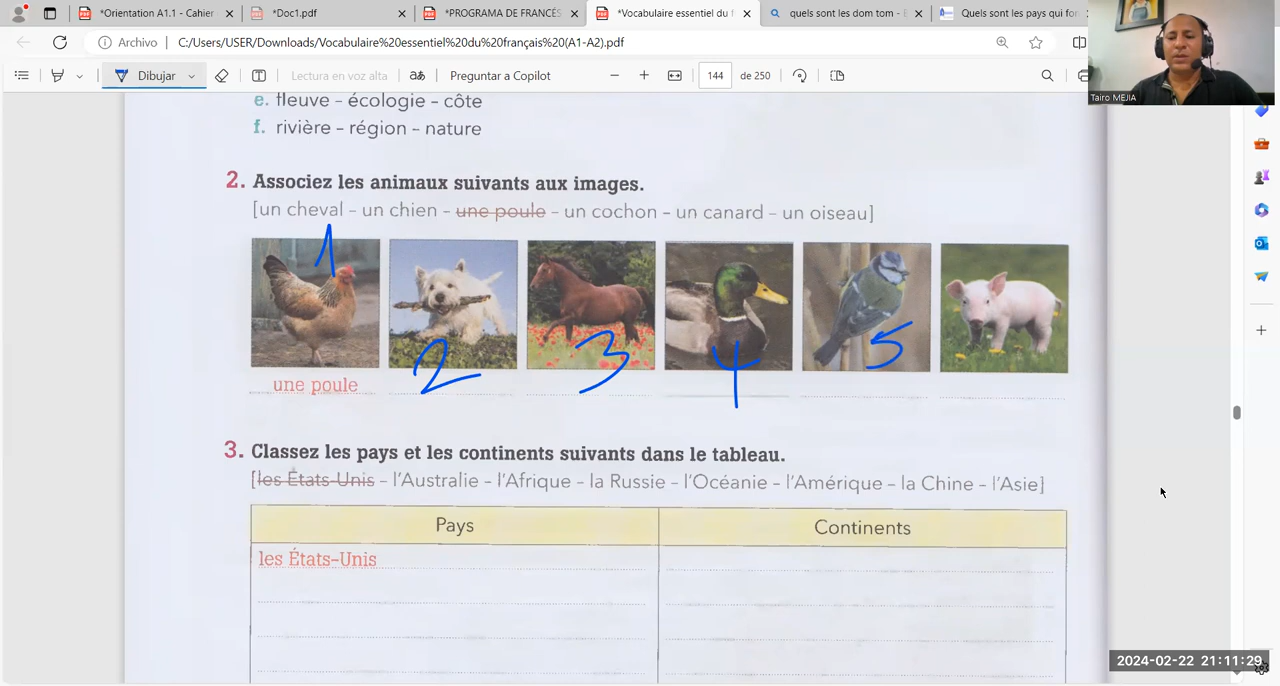 *Orientation A1.1 - Cahier
*Doc1.pdf
*PROGRAMA DE FRANCÉS
*Vocabulaire essentiel du f
quels sont les dom tom -
Quels sont les pays qui fo
Archivo
C:/Users/USER/Downloads/Vocabulaire%20essentiel%20du%20français%20(A1-A2).pdf
Dibujar
Lectura en voz alta
aあ
Preguntar a Copilot
144
de 250
Tairo MEJIA
e. fleuve - écologie - côte
f. rivière - région - nature
2. Associez les animaux suivants aux images.
[un cheval - un chien - une poule - un cochon - un canard - un oiseau]
1
2
3
4
5
une poule
3. Classez les pays et les continents suivants dans le tableau.
[les États-Unis - l'Australie - l'Afrique - la Russie - l'Océanie - l'Amérique - la Chine - l'Asie]
Pays
Continents
les États-Unis
2024-02-22 21:11:29